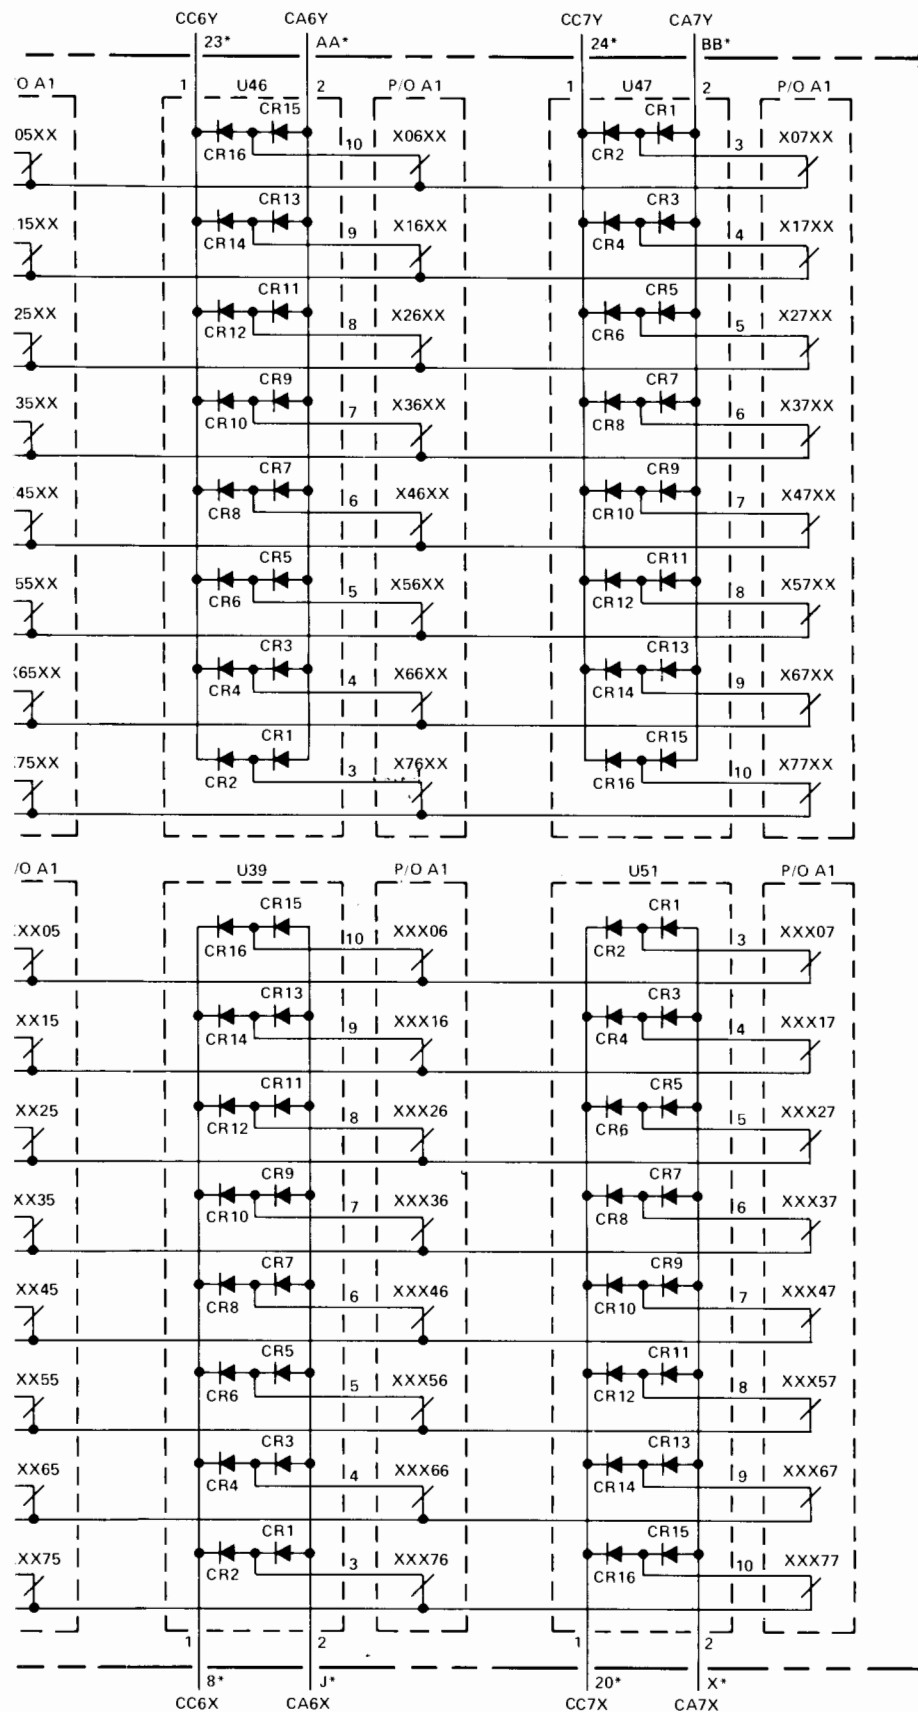 CC6Y CA6Y CC7Y CA7Y
23* AA* 24* BB*
/O A1 1 U46 2 P/O A1 1 U47 2 P/O A1
05XX CR15 10 X06XX CR1 3 X07XX
CR16 CR2
15XX CR13 9 X16XX CR3 4 X17XX
CR14 CR4
25XX CR11 8 X26XX CR5 5 X27XX
CR12 CR6
35XX CR9 7 X36XX CR7 6 X37XX
CR10 CR8
45XX CR7 6 X46XX CR9 7 X47XX
CR8 CR10
55XX CR5 5 X56XX CR11 8 X57XX
CR6 CR12
X65XX CR3 4 X66XX CR13 9 X67XX
CR4 CR14
X75XX CR1 3 X76XX CR15 10 X77XX
CR2 CR16
/O A1 U39 P/O A1 U51 P/O A1
XX05 CR15 10 XXX06 CR1 3 XXX07
CR16 CR2
XX15 CR13 9 XXX16 CR3 4 XXX17
CR14 CR4
XX25 CR11 8 XXX26 CR5 5 XXX27
CR12 CR6
XX35 CR9 7 XXX36 CR7 6 XXX37
CR10 CR8
XX45 CR7 6 XXX46 CR9 7 XXX47
CR8 CR10
XX55 CR5 5 XXX56 CR11 8 XXX57
CR6 CR12
XX65 CR3 4 XXX66 CR13 9 XXX67
CR4 CR14
XX75 CR1 3 XXX76 CR15 10 XXX77
CR2 CR16
1 2 1 2
8* J* 20* X*
CC6X CA6X CC7X CA7X